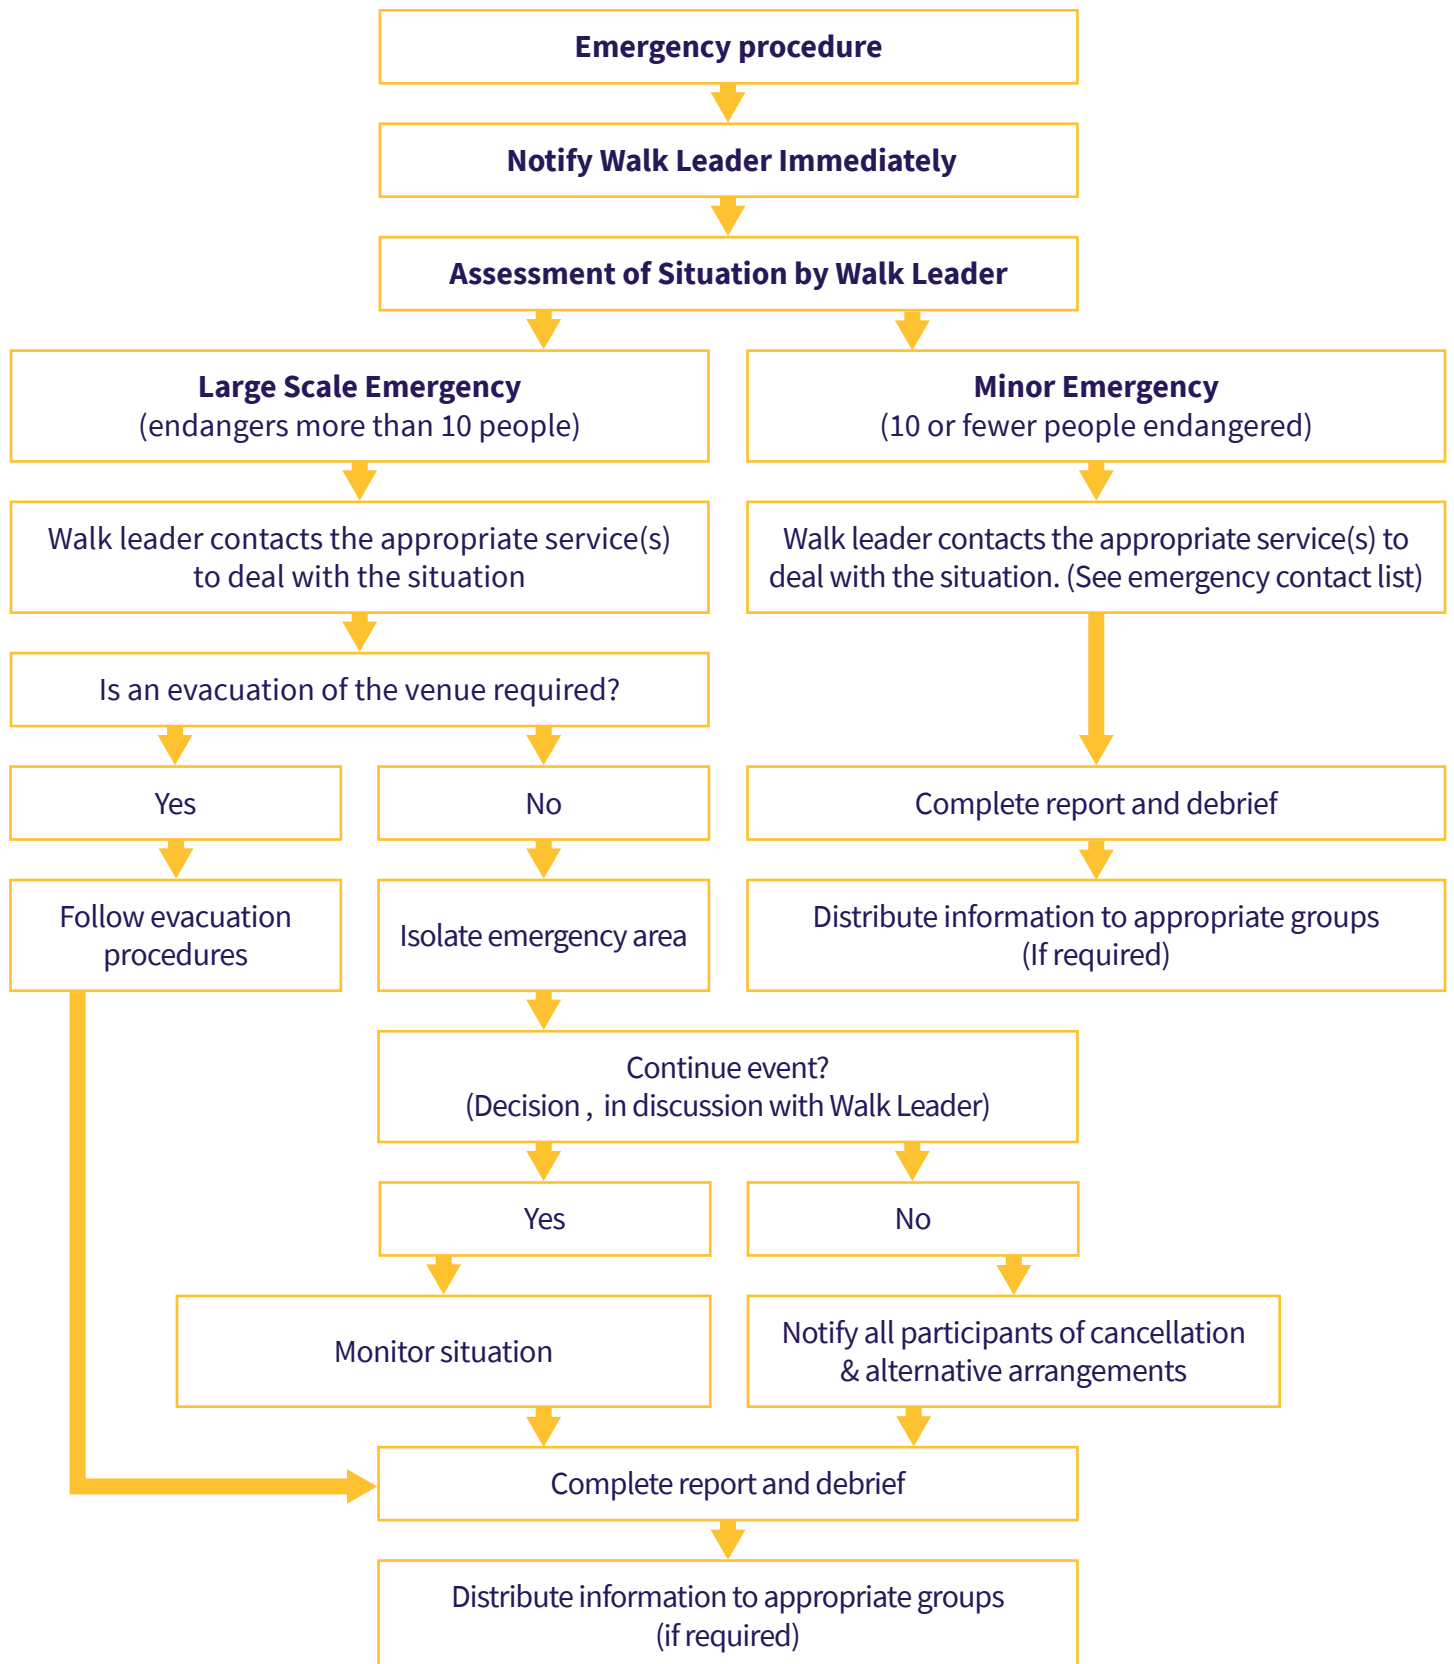 Emergency procedure
Notify Walk Leader Immediately
Assessment of Situation by Walk Leader
Large Scale Emergency
(endangers more than 10 people)
Minor Emergency
(10 or fewer people endangered)
Walk leader contacts the appropriate service(s)
to deal with the situation
Walk leader contacts the appropriate service(s) to
deal with the situation. (See emergency contact list)
Is an evacuation of the venue required?
Yes
No
Complete report and debrief
Follow evacuation
procedures
Isolate emergency area
Distribute information to appropriate groups
(If required)
Continue event?
(Decision , in discussion with Walk Leader)
Yes
No
Monitor situation
Notify all participants of cancellation
& alternative arrangements
Complete report and debrief
Distribute information to appropriate groups
(if required)